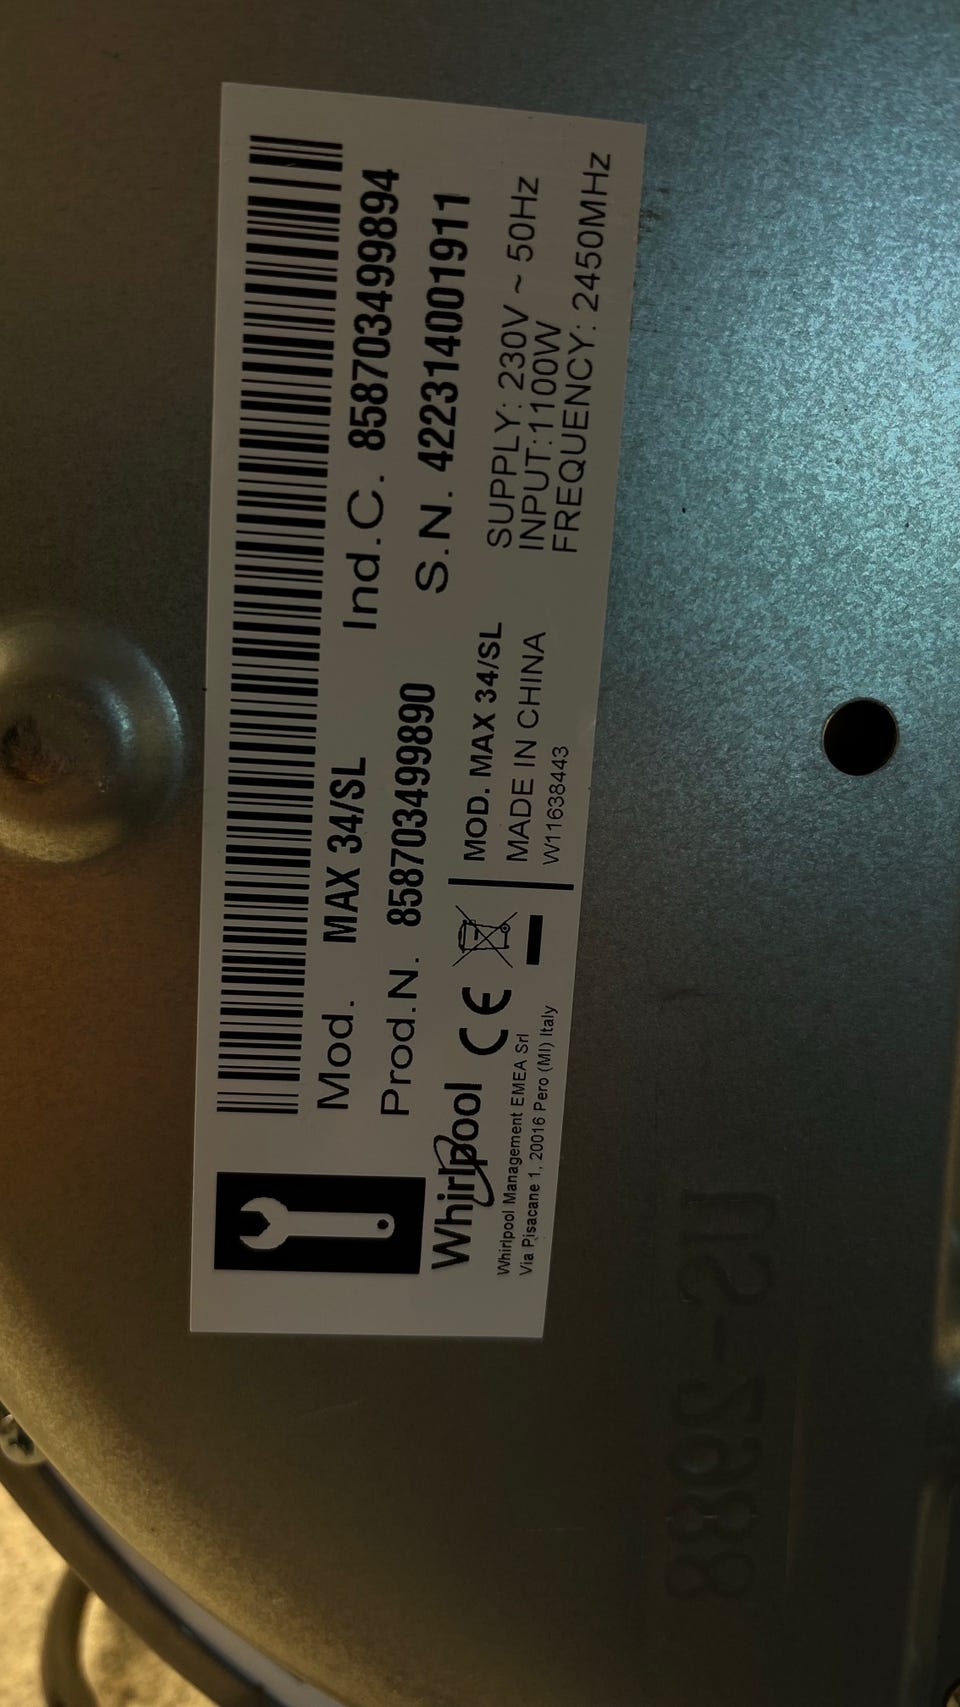 Mod. MAX 34/SL Ind.C. 858703499894
Prod.N. 858703499890 S.N. 422314001911
Whirlpool CE
Whirlpool Management EMEA Srl
Via Pisacane 1, 20016 Pero (MI) Italy
MOD. MAX 34/SL
MADE IN CHINA
W11638443
SUPPLY: 230V ~ 50Hz
INPUT:1100W
FREQUENCY: 2450MHz